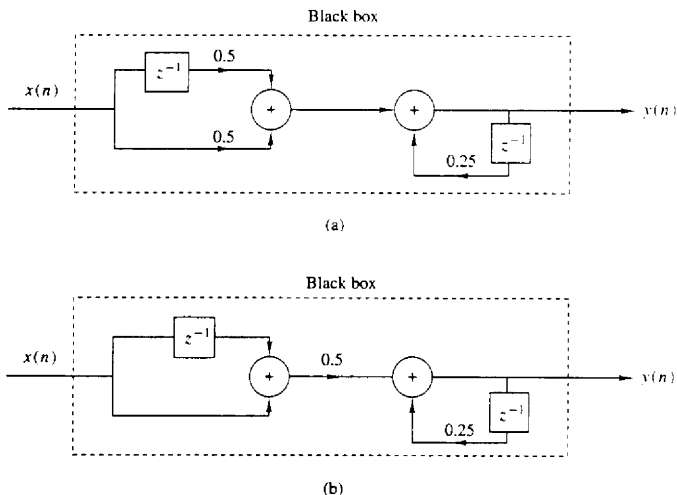 Black box
0.5
z⁻¹
x(n)
+
+
y(n)
0.5
0.25
z⁻¹
(a)
Black box
z⁻¹
x(n)
0.5
+
+
y(n)
0.25
z⁻¹
(b)